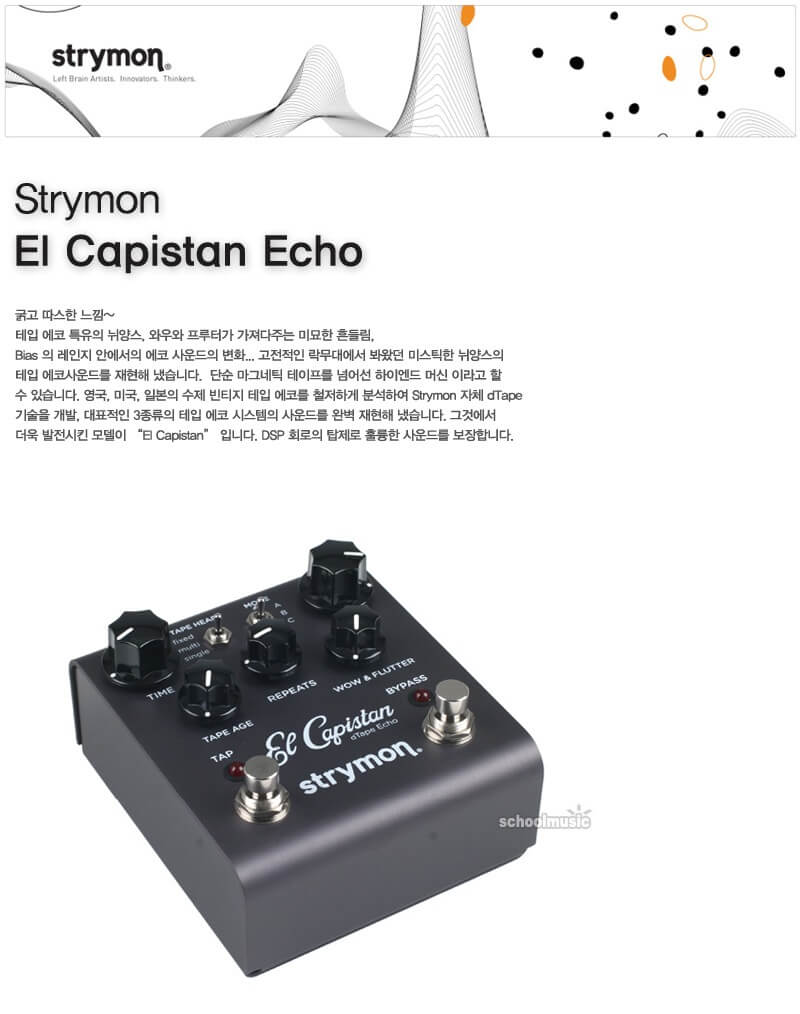 strymon®
Left Brain Artists. Innovators. Thinkers.
Strymon
El Capistan Echo
굵고 따스한 느낌~
테입 에코 특유의 뉘양스, 와우와 프루터가 가져다주는 미묘한 흔들림,
Bias 의 레인지 안에서의 에코 사운드의 변화... 고전적인 락무대에서 봐왔던 미스틱한 뉘양스의
테입 에코사운드를 재현해 냈습니다. 단순 마그네틱 테이프를 넘어선 하이엔드 머신 이라고 할
수 있습니다. 영국, 미국, 일본의 수제 빈티지 테입 에코를 철저하게 분석하여 Strymon 자체 dTape
기술을 개발, 대표적인 3종류의 테입 에코 시스템의 사운드를 완벽 재현해 냈습니다. 그것에서
더욱 발전시킨 모델이 “El Capistan” 입니다. DSP 회로의 탑제로 훌륭한 사운드를 보장합니다.
TAPE HEAD
fixed
multi
single
MODE
A
B
C
TIME
TAPE AGE
REPEATS
WOW & FLUTTER
TAP
BYPASS
El Capistan
dTape Echo
strymon®
schoolmusic